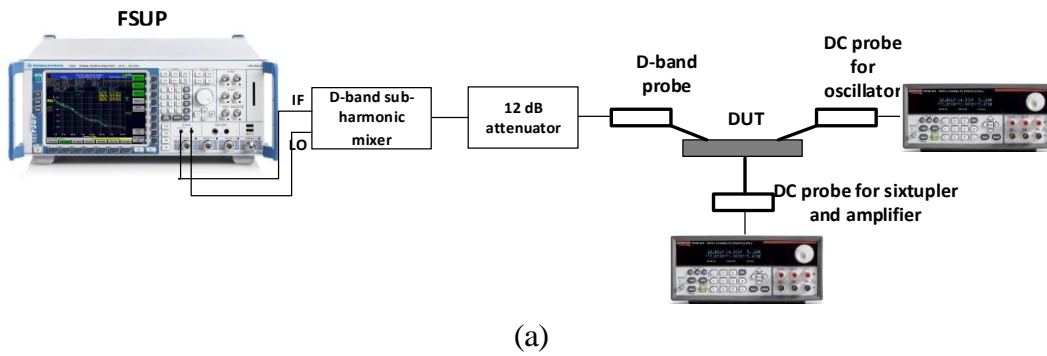 FSUP
IF
LO
D-band sub-
harmonic
mixer
12 dB
attenuator
D-band
probe
DUT
DC probe
for
oscillator
DC probe for sixtupler
and amplifier
(a)